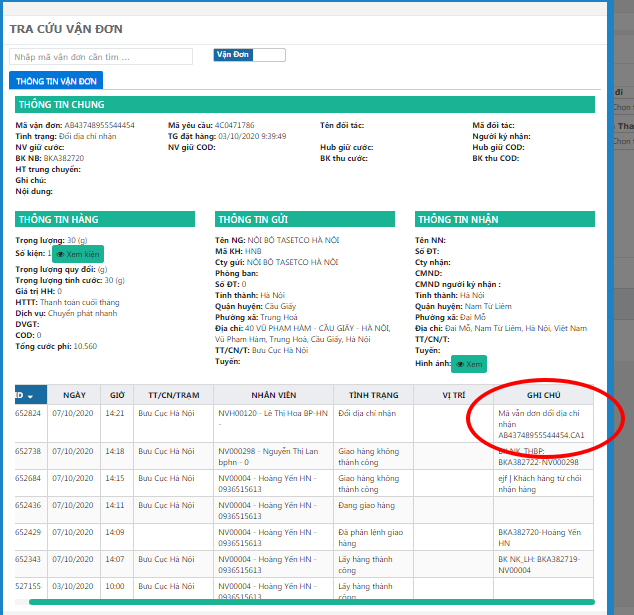 TRA CỨU VẬN ĐƠN
Nhập mã vận đơn cần tìm ...
Vận Đơn
THÔNG TIN VẬN ĐƠN
THÔNG TIN CHUNG
Mã vận đơn: AB43748955544454 Mã yêu cầu: 4C0471786 Tên đối tác: Mã đối tác:
Tình trạng: Đổi dịa chỉ nhận TG đặt hàng: 03/10/2020 9:39:49 Người ký nhận:
NV giữ cước: NV giữ COD: Hub giữ cước: Hub giữ COD:
BK NB: BKA382720 BK thu cước: BK thu COD:
HT trung chuyển:
Ghi chú:
Nội dung:
THÔNG TIN HÀNG
Trọng lượng: 30 (g)
Số kiện: 1 Xem kiện
Trọng lượng quy đổi: (g)
Trọng lượng tính cước: 30 (g)
Giá trị HH: 0
HTTT: Thanh toán cuối tháng
Dịch vụ: Chuyển phát nhanh
DVGT:
COD: 0
Tổng cước phí: 10.560
THÔNG TIN GỬI
Tên NG: NỘI BỘ TASETCO HÀ NỘI
Mã KH: HNB
Cty gửi: NỘI BỘ TASETCO HÀ NỘI
Phòng ban:
Số ĐT: 0
Tỉnh thành: Hà Nội
Quận huyện: Cầu Giấy
Phường xã: Trung Hoà
Địa chỉ: 40 VŨ PHẠM HÀM - CẦU GIẤY - HÀ NỘI,
Vũ Phạm Hàm, Trung Hoà, Cầu Giấy, Hà Nội
TT/CN/T: Bưu Cục Hà Nội
Tuyến:
THÔNG TIN NHẬN
Tên NN:
Số ĐT:
Cty nhận:
CMND:
CMND người ký nhận :
Tỉnh thành: Hà Nội
Quận huyện: Nam Từ Liêm
Phường xã: Đại Mỗ
Địa chỉ: Đại Mỗ, Nam Từ Liêm, Hà Nội, Việt Nam
TT/CN/T:
Tuyến:
Hình ảnh: Xem
ID NGÀY GIỜ TT/CN/TRAM NHÂN VIÊN TÌNH TRẠNG VỊ TRÍ GHI CHÚ
652824 07/10/2020 14:21 Bưu Cục Hà Nội NVH00120 - Lê Thị Hoa BP-HN - Đổi dịa chỉ nhận Mã vẫn dơn dổi dịa chỉ nhận AB43748955544454.CA1
652738 07/10/2020 14:18 Bưu Cục Hà Nội NV000298 - Nguyễn Thị Lan bphn - 0 Giao hàng không thành công BK NK_THBP: BKA382722-NV000298
652684 07/10/2020 14:15 Bưu Cục Hà Nội NV00004 - Hoàng Yến HN - 0936515613 Giao hàng không thành công ejf | Khách hàng từ chối nhận hàng
652436 07/10/2020 14:11 Bưu Cục Hà Nội NV00004 - Hoàng Yến HN - 0936515613 Đang giao hàng
652429 07/10/2020 14:09 NV00004 - Hoàng Yến HN - 0936515613 Đã phân lệnh giao hàng BKA382720-Hoàng Yến HN
652343 07/10/2020 14:07 Bưu Cục Hà Nội NV00004 - Hoàng Yến HN - 0936515613 Lấy hàng thành công BK NK_LH: BKA382719-NV00004
527155 03/10/2020 10:00 Bưu Cục Hà Nội NV00004 - Hoàng Yến HN - 0936515613 Lấy hàng thành công
đi
Chọn t
Tha
Chọn t